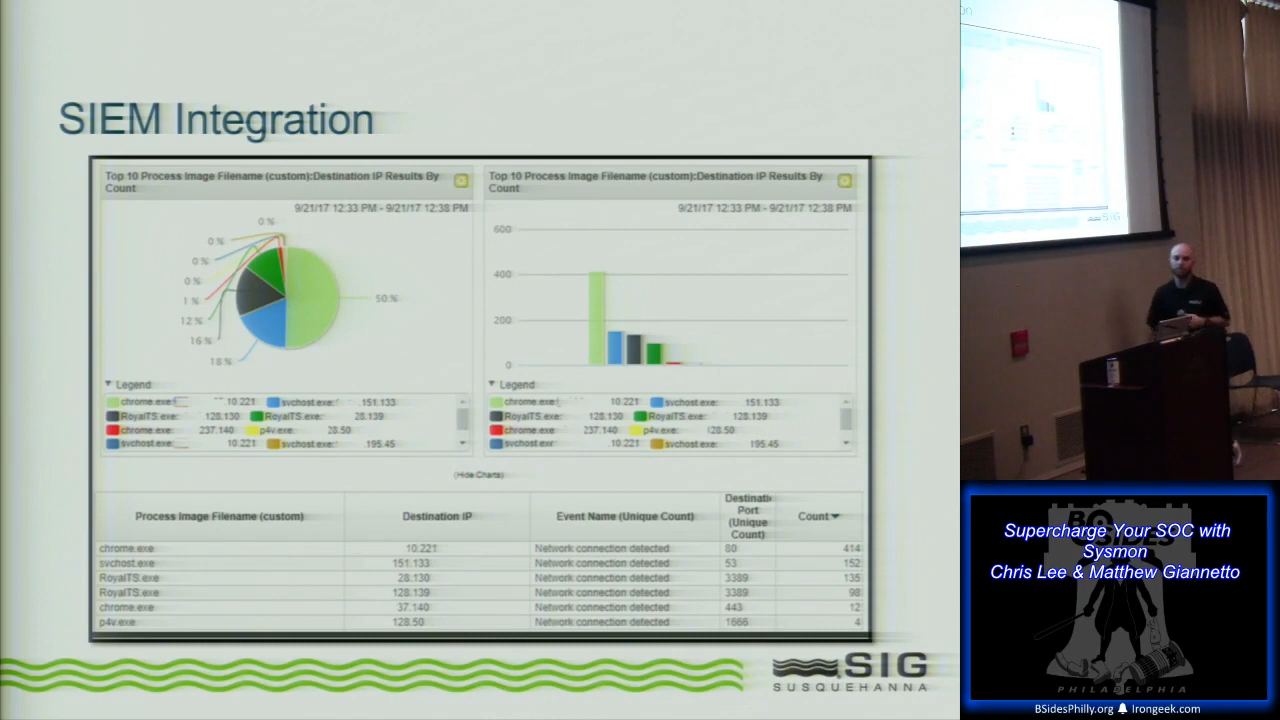 SIEM Integration
Top 10 Process Image Filename (custom):Destination IP Results By
Count
9/21/17 12:33 PM - 9/21/17 12:38 PM
0 %
0 %
0 %
0 %
1 %
12 %
16 %
18 %
50 %
▼ Legend
chrome.exe: 10.221 svchost.exe: .151.133
RoyalTS.exe: 128.130 RoyalTS.exe: 28.139
chrome.exe: 237.140 p4v.exe: 28.50
svchost.exe: 10.221 svchost.exe: .195.45
Top 10 Process Image Filename (custom):Destination IP Results By
Count
9/21/17 12:33 PM - 9/21/17 12:38 PM
600
400
200
0
▼ Legend
chrome.exe: 10.221 svchost.exe: 151.133
RoyalTS.exe: 128.130 RoyalTS.exe: 128.139
chrome.exe: 237.140 p4v.exe: 128.50
10.221 svchost.exe: 195.45
(Hide Charts)
Process Image Filename (custom) Destination IP Event Name (Unique Count) Port (Unique Count) Count
chrome.exe 10.221 Network connection detected 80 414
svchost.exe 151.133 Network connection detected 53 152
RoyalTS.exe 28.130 Network connection detected 3389 135
RoyalTS.exe 128.139 Network connection detected 3389 98
chrome.exe 37.140 Network connection detected 443 12
p4v.exe 128.50 Network connection detected 1666 4
SIG
SUSQUEHANNA
Supercharge Your SOC with
Sysmon
Chris Lee & Matthew Giannetto
BSIDES
PHILADELPHIA
BSidesPhilly.org Irongeek.com